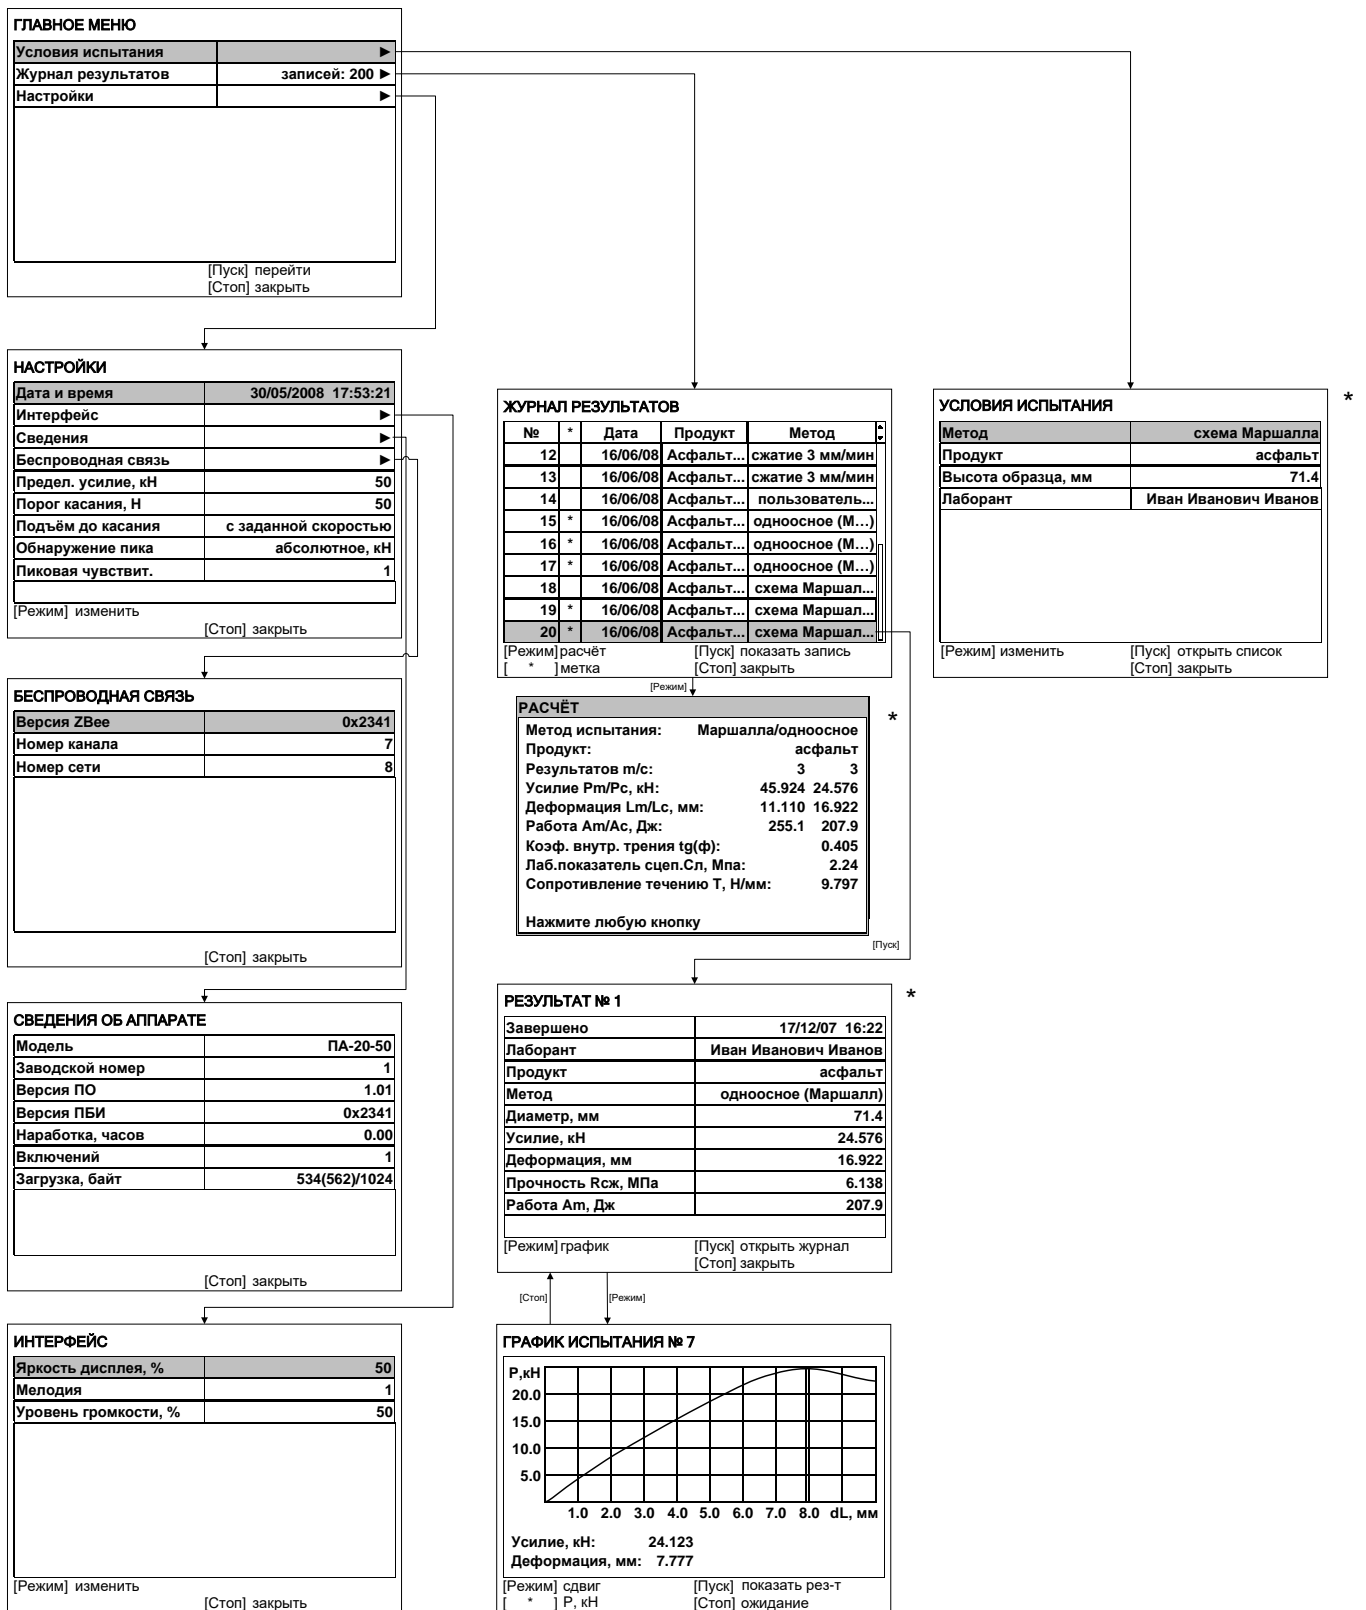 ГЛАВНОЕ МЕНЮ
Условия испытания ►
Журнал результатов записей: 200 ►
Настройки ►
[Пуск] перейти
[Стоп] закрыть
НАСТРОЙКИ
Дата и время 30/05/2008 17:53:21
Интерфейс ►
Сведения ►
Беспроводная связь ►
Предел. усилие, кН 50
Порог касания, Н 50
Подъём до касания с заданной скоростью
Обнаружение пика абсолютное, кН
Пиковая чувствит. 1
[Режим] изменить
[Стоп] закрыть
БЕСПРОВОДНАЯ СВЯЗЬ
Версия ZBee 0x2341
Номер канала 7
Номер сети 8
[Стоп] закрыть
СВЕДЕНИЯ ОБ АППАРАТЕ
Модель ПА-20-50
Заводской номер 1
Версия ПО 1.01
Версия ПБИ 0x2341
Наработка, часов 0.00
Включений 1
Загрузка, байт 534(562)/1024
[Стоп] закрыть
ИНТЕРФЕЙС
Яркость дисплея, % 50
Мелодия 1
Уровень громкости, % 50
[Режим] изменить
[Стоп] закрыть
ЖУРНАЛ РЕЗУЛЬТАТОВ
№ * Дата Продукт Метод
12 16/06/08 Асфальт... сжатие 3 мм/мин
13 16/06/08 Асфальт... сжатие 3 мм/мин
14 16/06/08 Асфальт... пользователь...
15 * 16/06/08 Асфальт... одноосное (М...)
16 * 16/06/08 Асфальт... одноосное (М...)
17 * 16/06/08 Асфальт... одноосное (М...)
18 16/06/08 Асфальт... схема Маршал...
19 * 16/06/08 Асфальт... схема Маршал...
20 * 16/06/08 Асфальт... схема Маршал...
[Режим] расчёт [Пуск] показать запись
[ * ] метка [Стоп] закрыть
[Режим]
РАСЧЁТ
*
Метод испытания: Маршалла/одноосное
Продукт: асфальт
Результатов m/c: 3 3
Усилие Pm/Pc, кН: 45.924 24.576
Деформация Lm/Lc, мм: 11.110 16.922
Работа Am/Ac, Дж: 255.1 207.9
Коэф. внутр. трения tg(ф): 0.405
Лаб.показатель сцеп.Сл, Мпа: 2.24
Сопротивление течению T, Н/мм: 9.797
Нажмите любую кнопку
[Пуск]
РЕЗУЛЬТАТ № 1
*
Завершено 17/12/07 16:22
Лаборант Иван Иванович Иванов
Продукт асфальт
Метод одноосное (Маршалл)
Диаметр, мм 71.4
Усилие, кН 24.576
Деформация, мм 16.922
Прочность Rсж, МПа 6.138
Работа Am, Дж 207.9
[Режим] график [Пуск] открыть журнал
[Стоп] закрыть
[Стоп] [Режим]
ГРАФИК ИСПЫТАНИЯ № 7
P,кН
20.0
15.0
10.0
5.0
1.0 2.0 3.0 4.0 5.0 6.0 7.0 8.0 dL, мм
Усилие, кН: 24.123
Деформация, мм: 7.777
[Режим] сдвиг [Пуск] показать рез-т
[ * ] P, кН [Стоп] ожидание
УСЛОВИЯ ИСПЫТАНИЯ
*
Метод схема Маршалла
Продукт асфальт
Высота образца, мм 71.4
Лаборант Иван Иванович Иванов
[Режим] изменить [Пуск] открыть список
[Стоп] закрыть